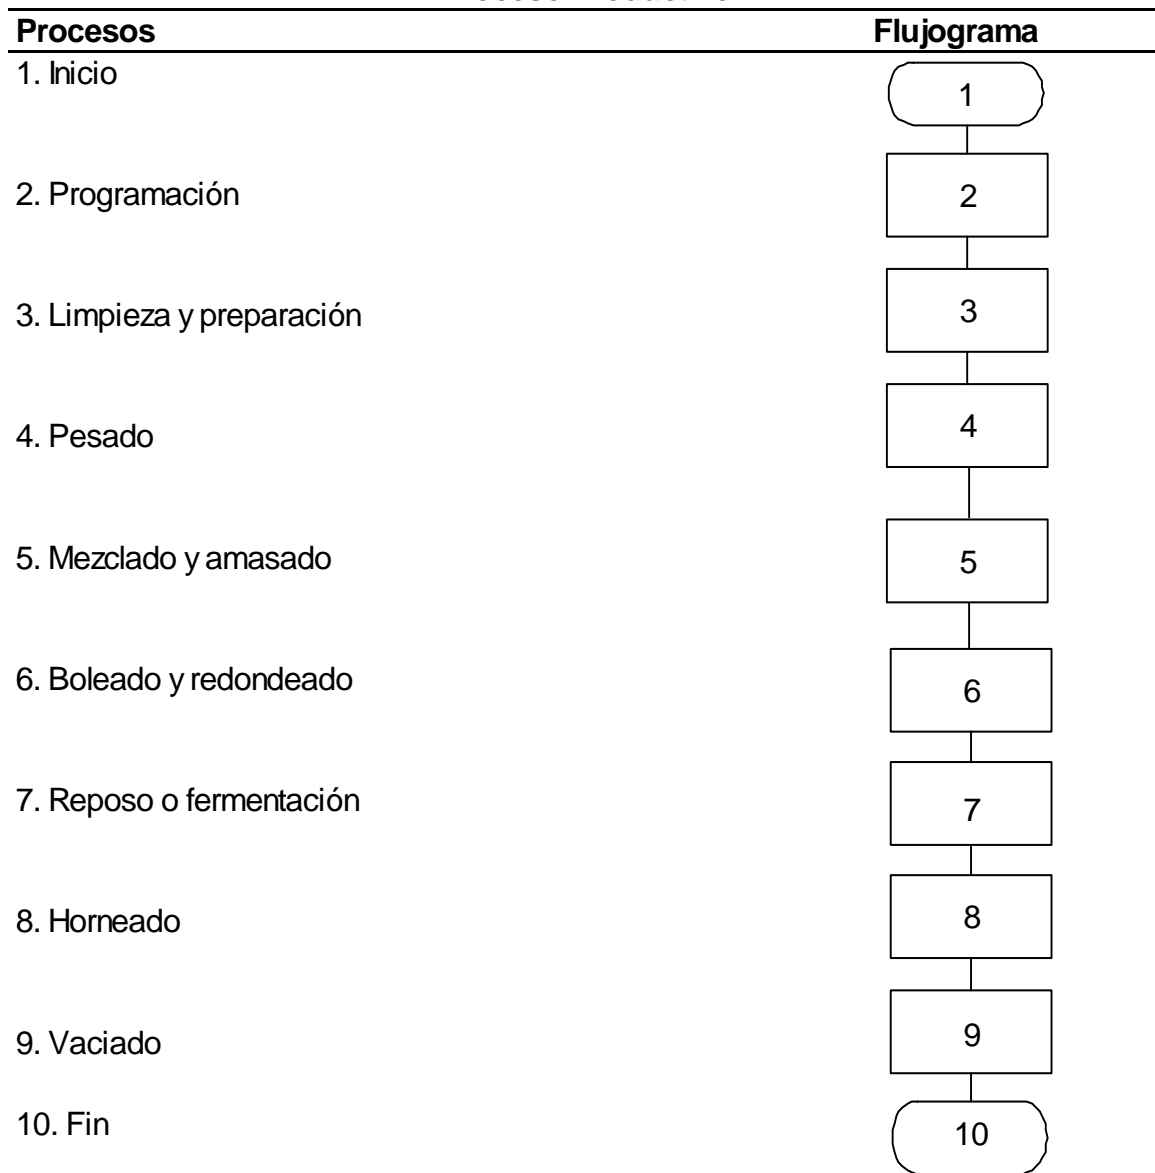 Procesos Flujograma
1. Inicio 1
2. Programación 2
3. Limpieza y preparación 3
4. Pesado 4
5. Mezclado y amasado 5
6. Boleado y redondeado 6
7. Reposo o fermentación 7
8. Horneado 8
9. Vaciado 9
10. Fin 10